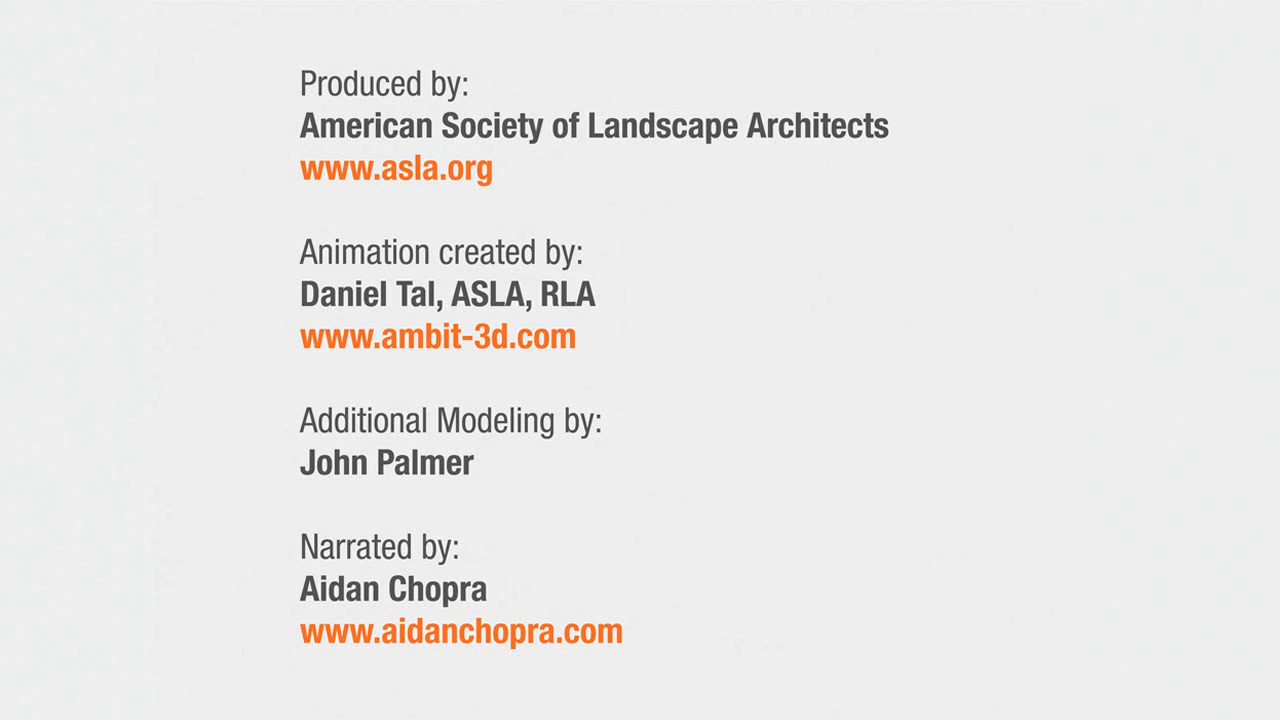 Produced by:
American Society of Landscape Architects
www.asla.org
Animation created by:
Daniel Tal, ASLA, RLA
www.ambit-3d.com
Additional Modeling by:
John Palmer
Narrated by:
Aidan Chopra
www.aidanchopra.com